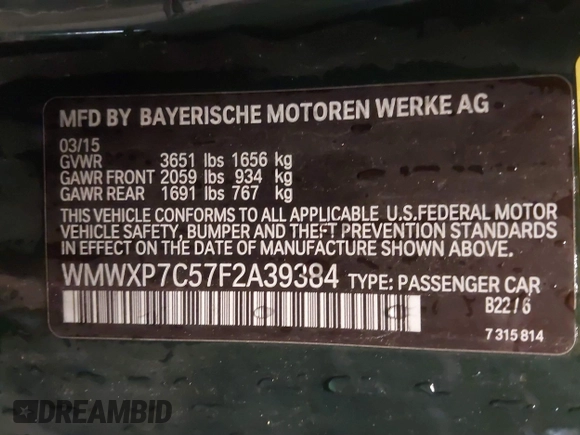 MFD BY BAYERISCHE MOTOREN WERKE AG
03/15
GVWR 3651 lbs 1656 kg
GAWR FRONT 2059 lbs 934 kg
GAWR REAR 1691 lbs 767 kg
THIS VEHICLE CONFORMS TO ALL APPLICABLE U.S.FEDERAL MOTOR
VEHICLE SAFETY, BUMPER AND THEFT PREVENTION STANDARDS
IN EFFECT ON THE DATE OF MANUFACTURE SHOWN ABOVE.
WMWXP7C57F2A39384 TYPE: PASSENGER CAR
B22/6
7 315 814
DREAMBID